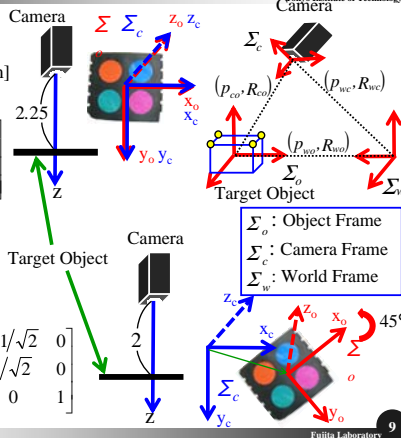 Camera
Camera
Σ Σc
o
zo zc
xo
xc
yo yc
2.25
z
m]
Σc
(pco, Rco)
(pwc, Rwc)
(pwo, Rwo)
Σo
Σw
Target Object
Σo : Object Frame
Σc : Camera Frame
Σw : World Frame
Target Object
Camera
2
z
1/√2 0
/√2 0
0 1
zc
zo
xo
xc
45°
Σ
o
Σc
yc
yo
Fujita Laboratory 9